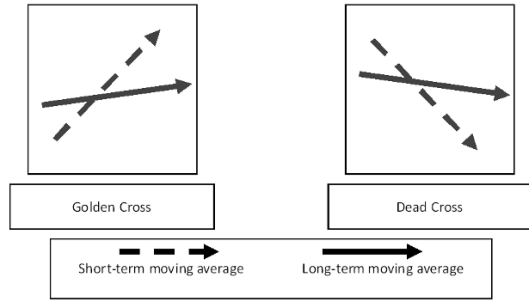 Golden Cross
Dead Cross
Short-term moving average
Long-term moving average